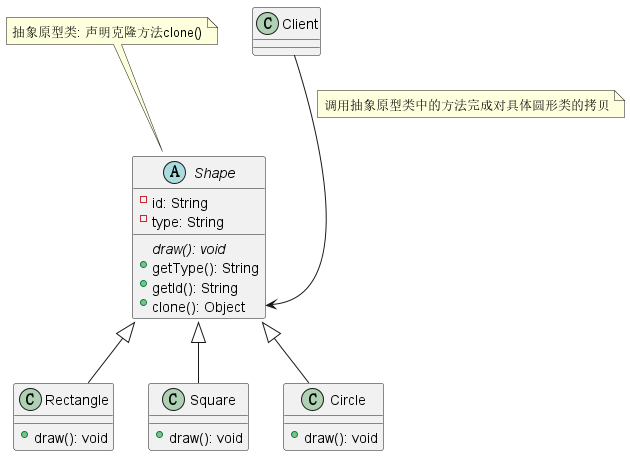 抽象原型类: 声明克隆方法clone()
C Client
调用抽象原型类中的方法完成对具体圆形类的拷贝
A Shape
id: String
type: String
draw(): void
getType(): String
getId(): String
clone(): Object
C Rectangle
draw(): void
C Square
draw(): void
C Circle
draw(): void